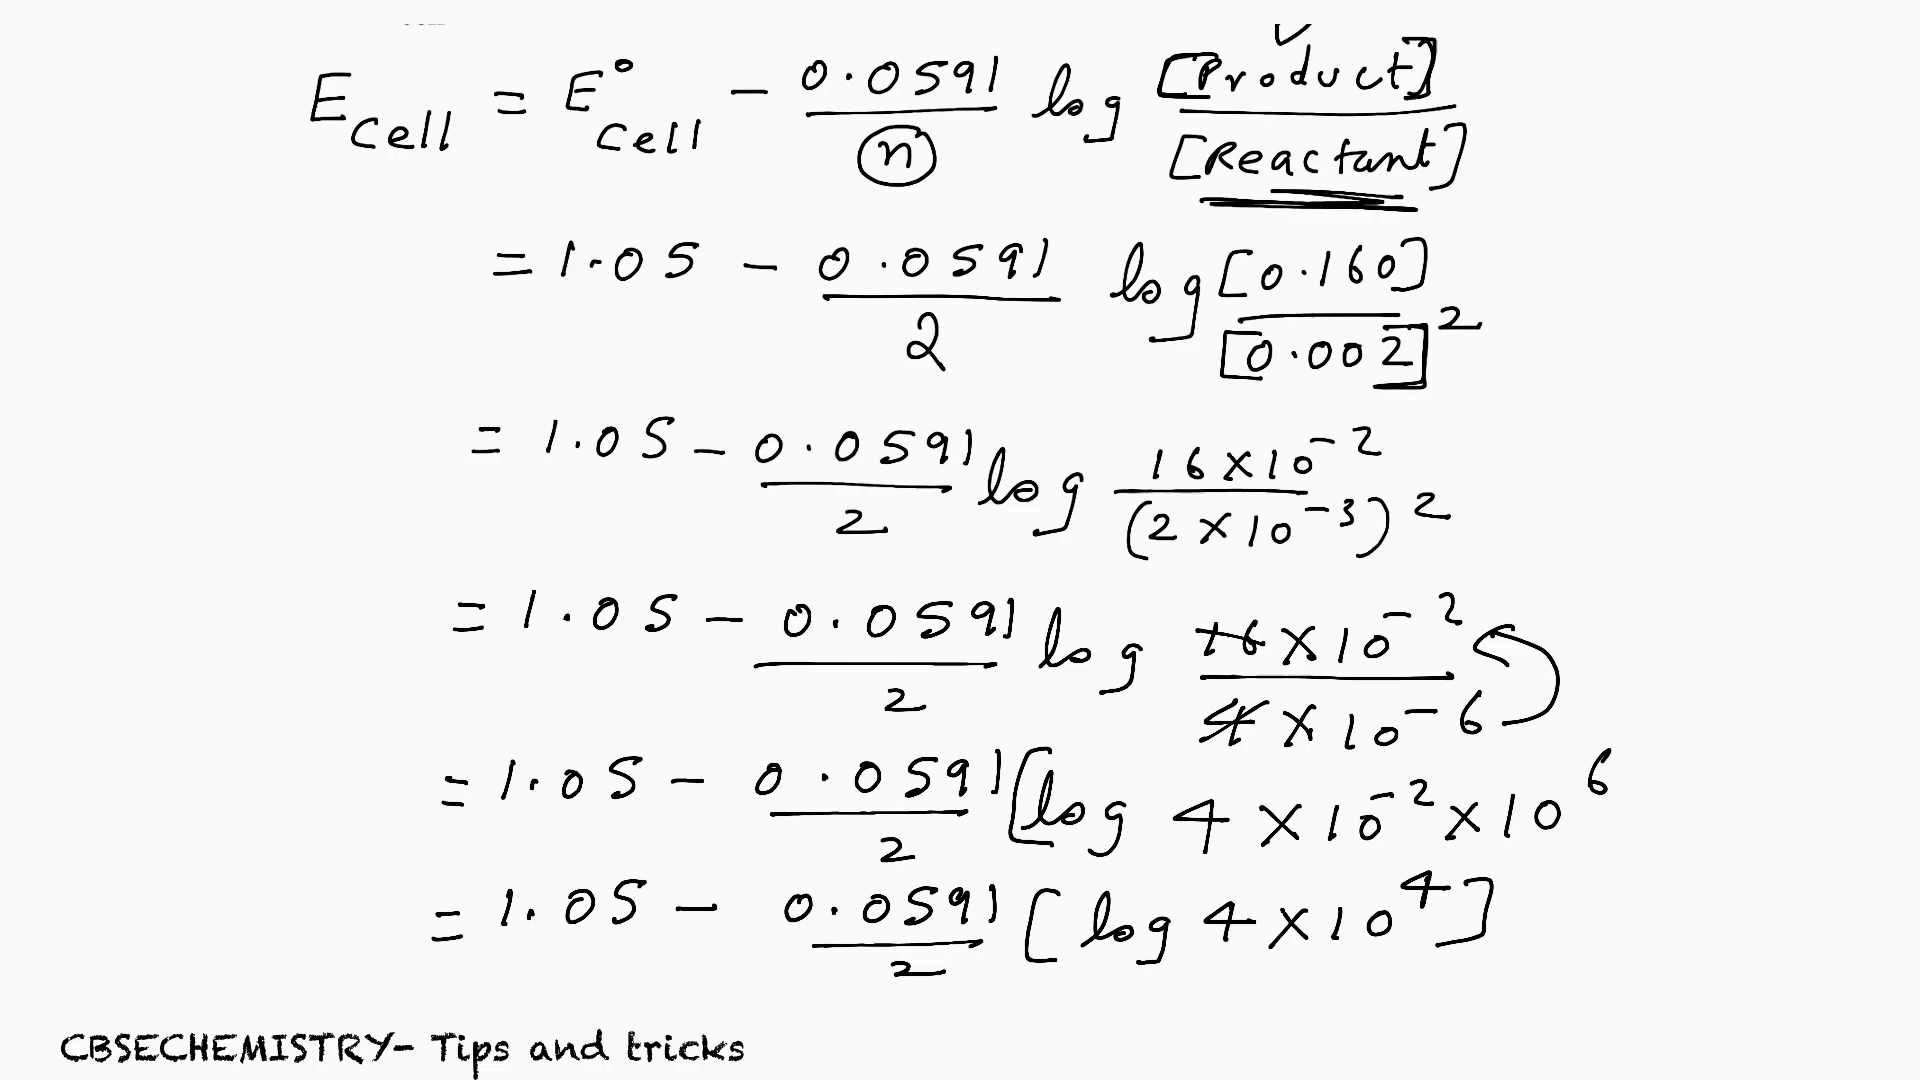 E cell = E° cell - 0.0591/n log [Product]/[Reactant]
= 1.05 - 0.0591/2 log [0.160]/[0.002]²
= 1.05 - 0.0591/2 log 16×10⁻²/(2×10⁻³)²
= 1.05 - 0.0591/2 log 16×10⁻²/4×10⁻⁶
= 1.05 - 0.0591/2 [log 4×10⁻²×10⁶
= 1.05 - 0.0591/2 [log 4×10⁴]
CBSECHEMISTRY- Tips and tricks